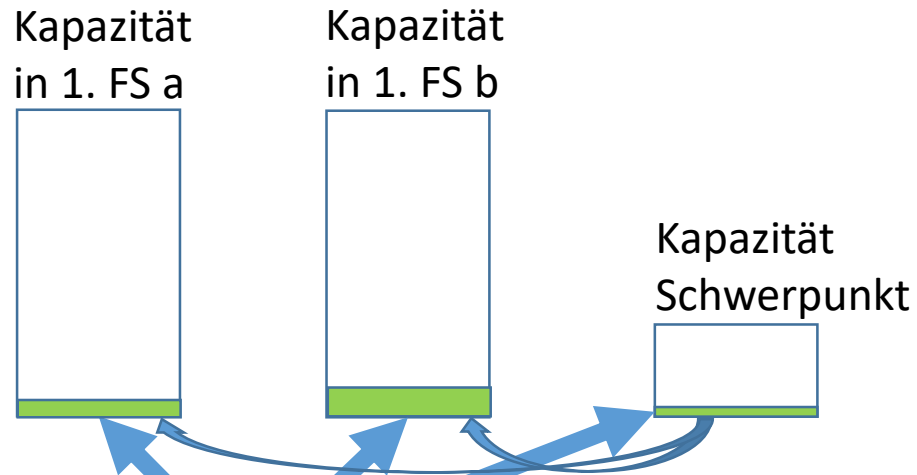 Kapazität
in 1. FS a
Kapazität
in 1. FS b
Kapazität
Schwerpunkt